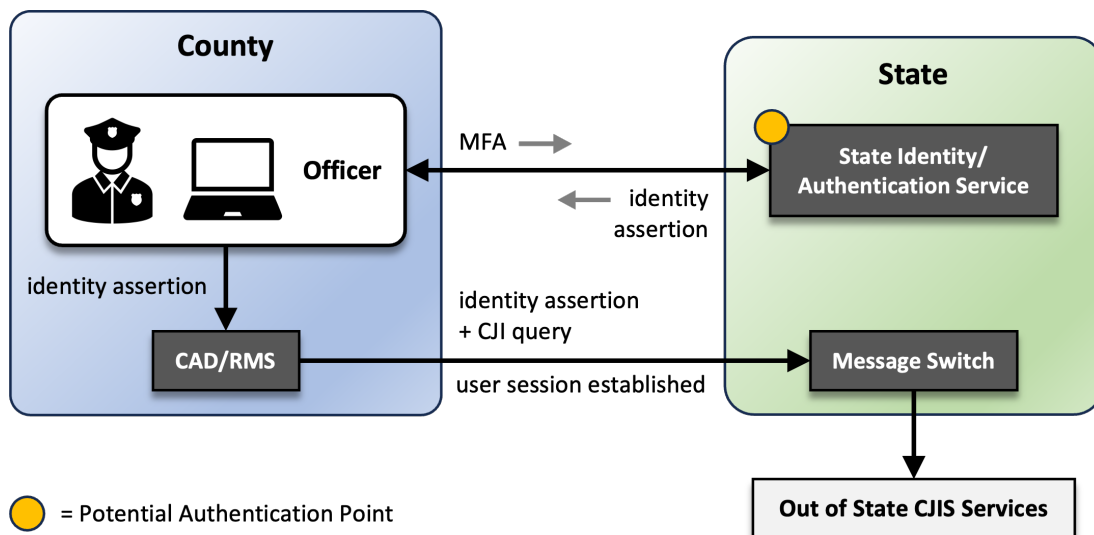 County
State
Officer
MFA
State Identity/
Authentication Service
identity
assertion
identity assertion
identity assertion
+ CJI query
CAD/RMS
Message Switch
user session established
Out of State CJIS Services
= Potential Authentication Point